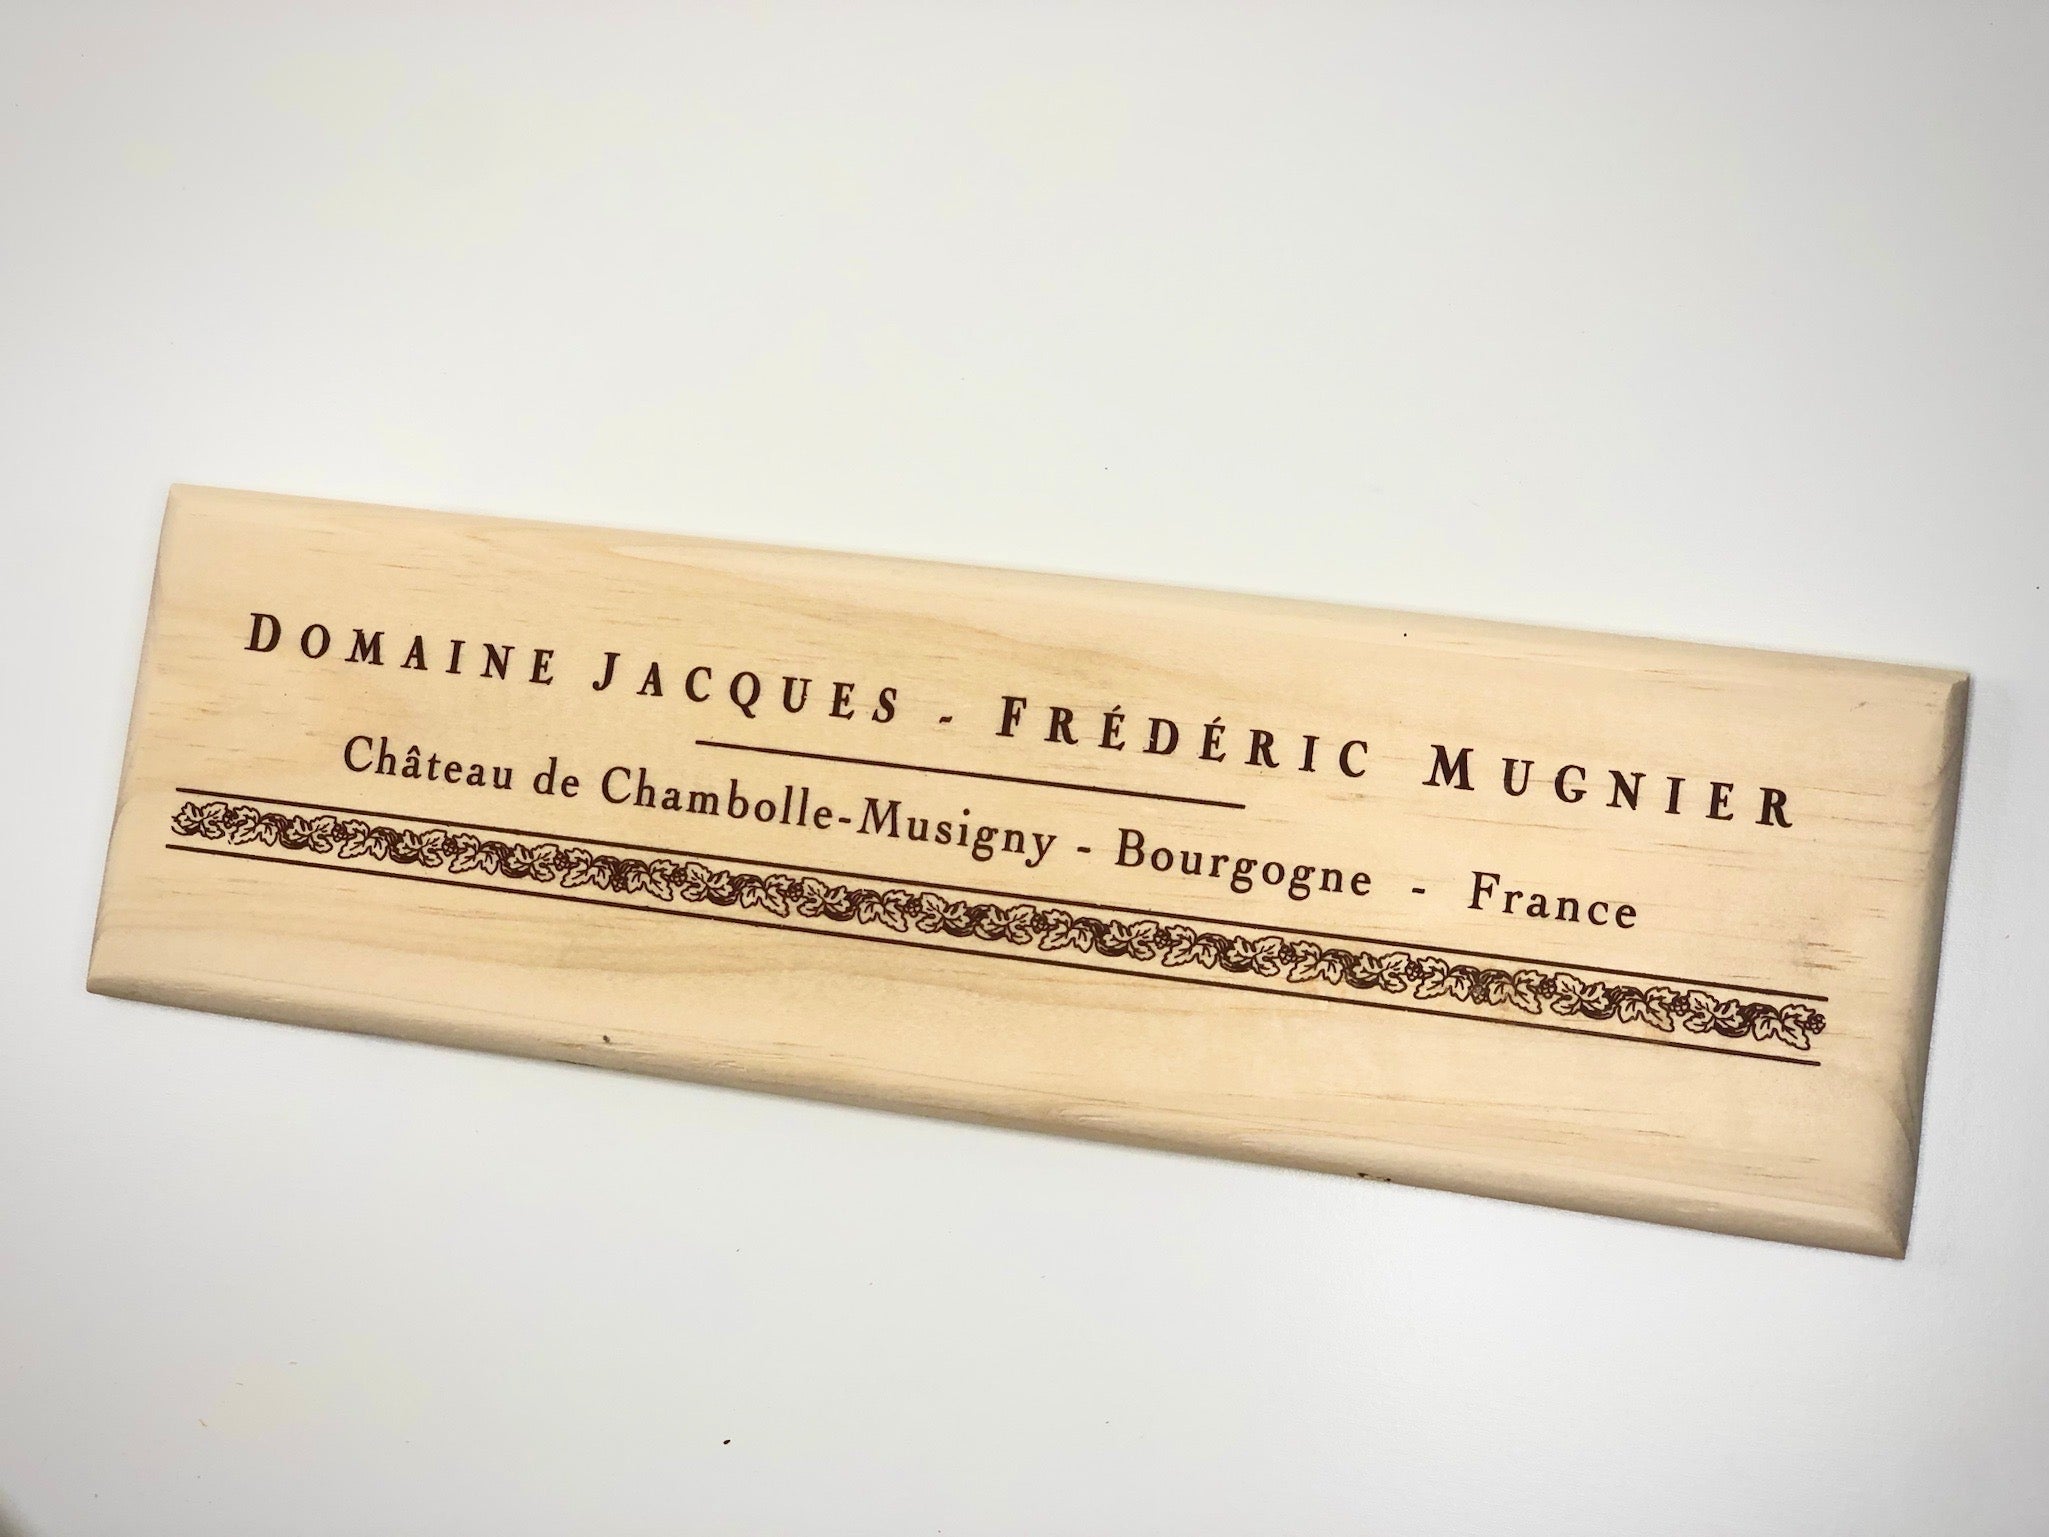 DOMAINE JACQUES - FRÉDÉRIC MUGNIER
Château de Chambolle-Musigny - Bourgogne - France